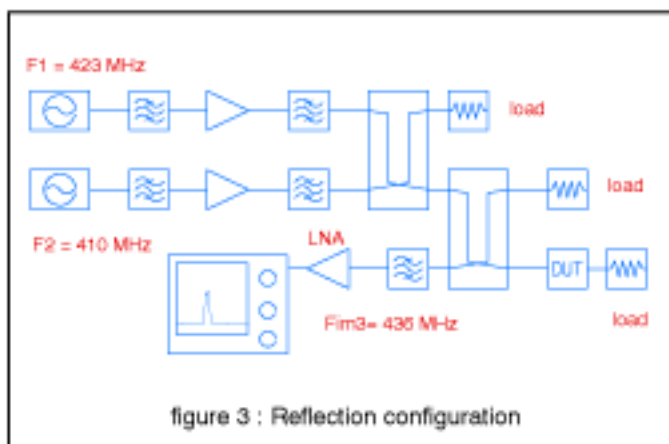 F1 = 423 MHz
load
load
F2 = 410 MHz
LNA
DUT
Fim3= 436 MHz
load
figure 3 : Reflection configuration